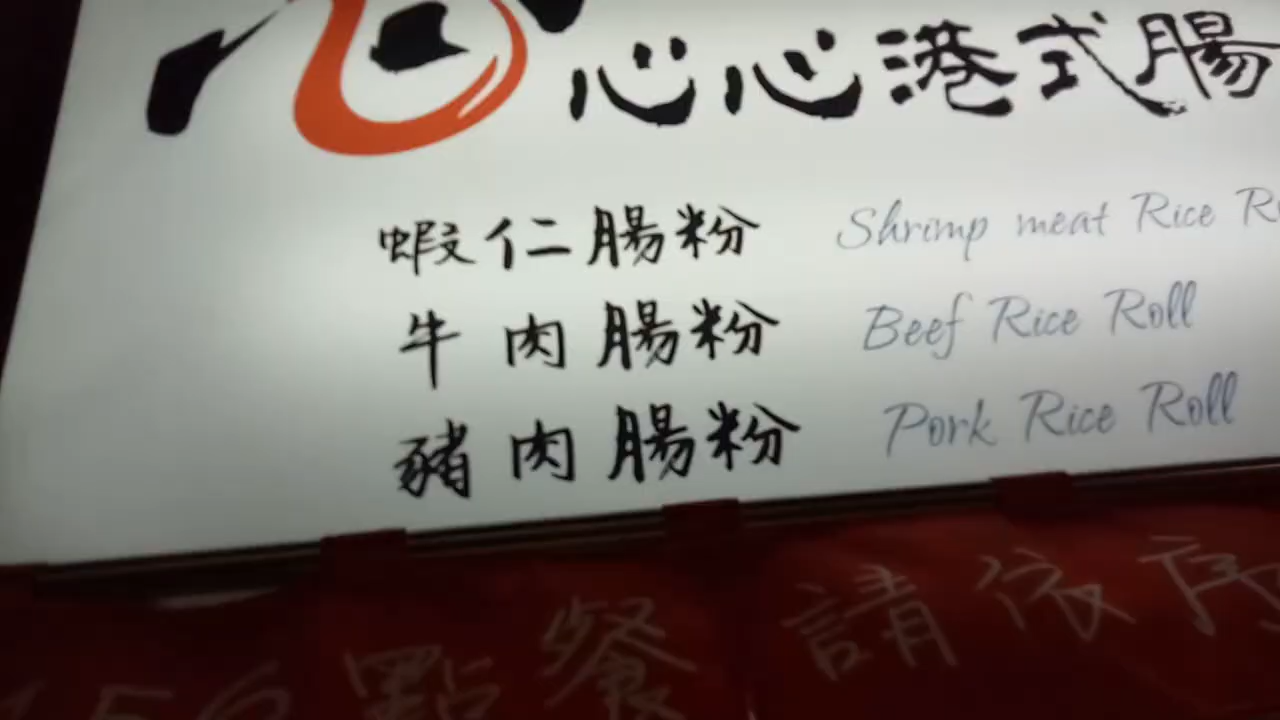 心心港式腸
蝦仁腸粉 Shrimp meat Rice
牛肉腸粉 Beef Rice Roll
豬肉腸粉 Pork Rice Roll
點餐 請依序